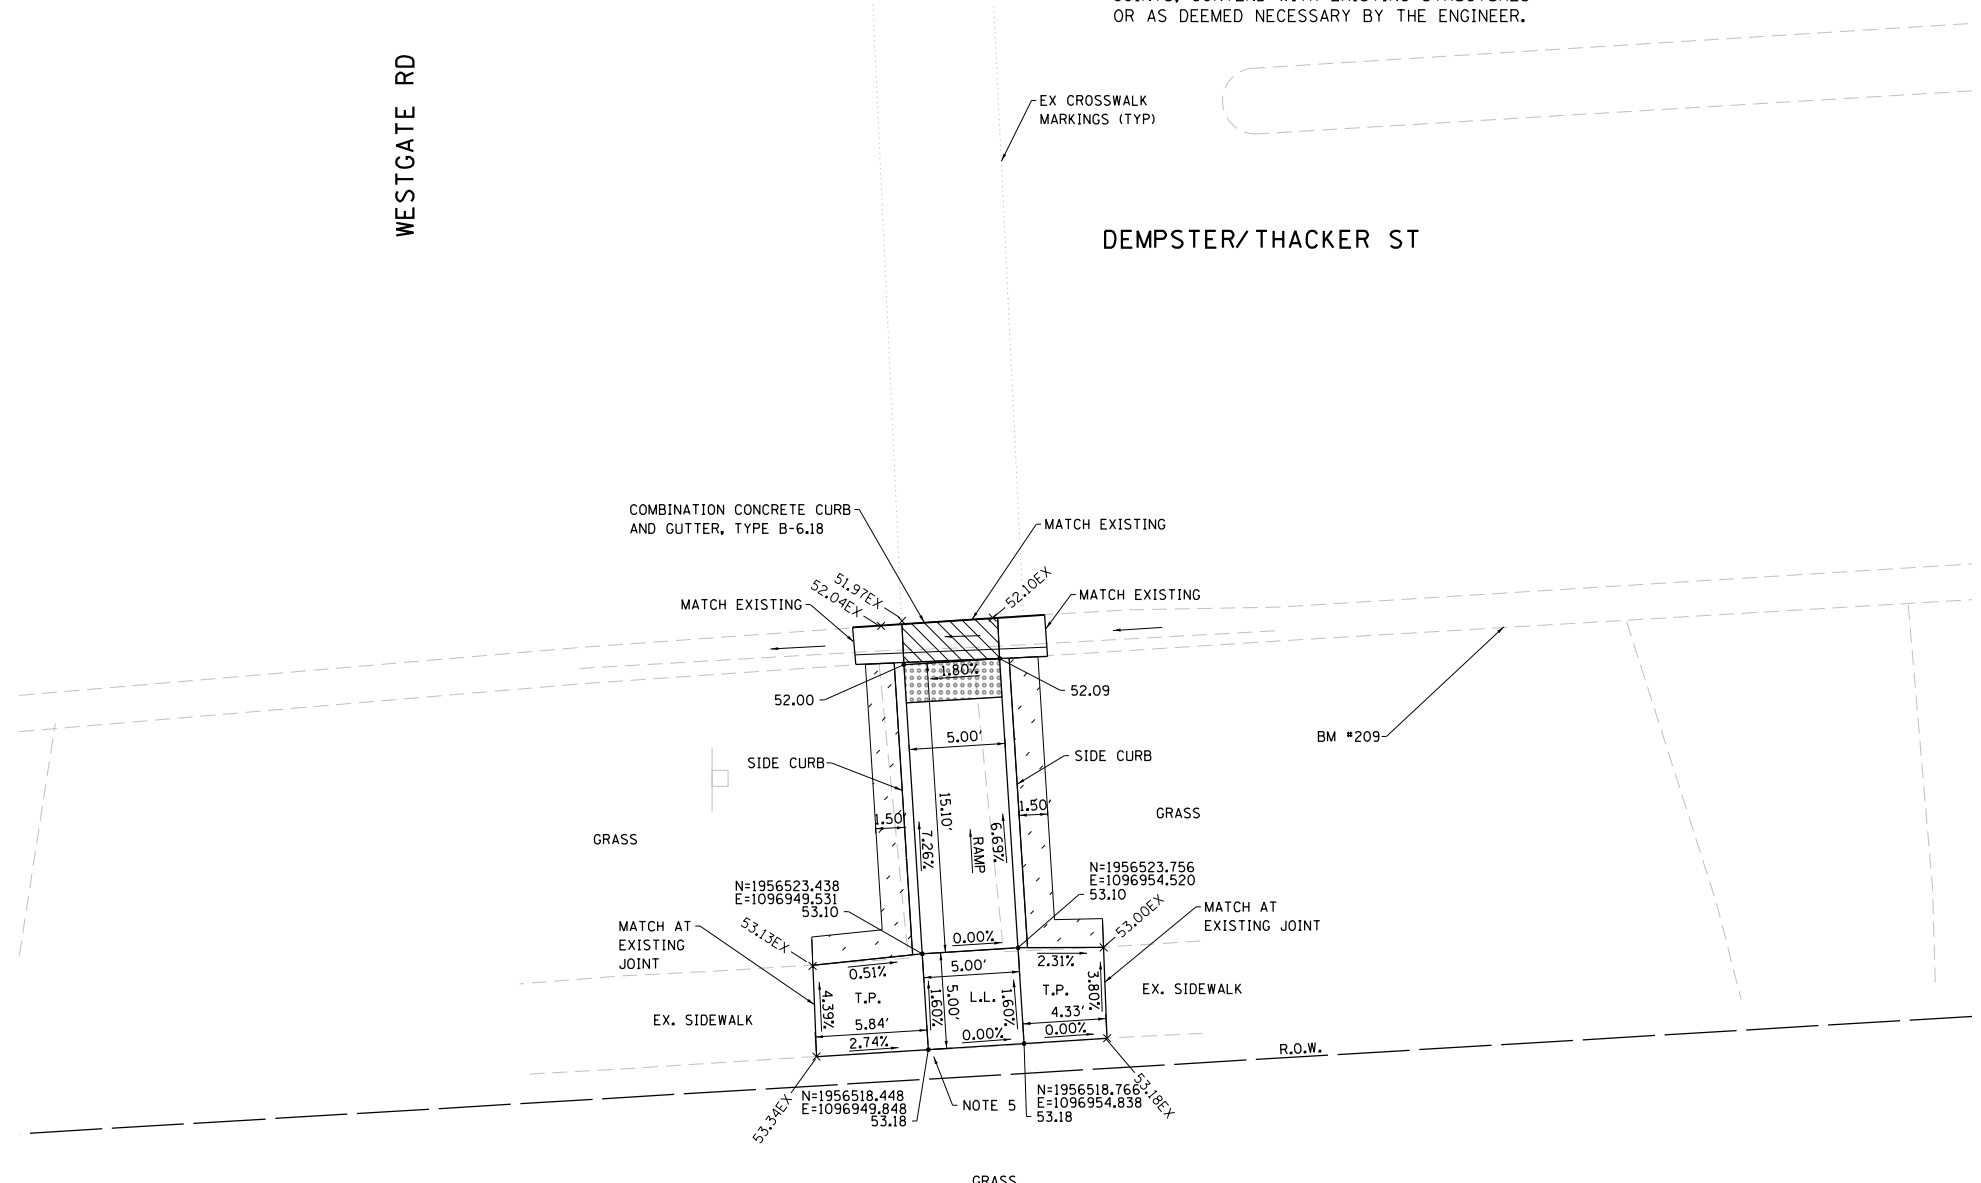 OR AS DEEMED NECESSARY BY THE ENGINEER.
WESTGATE RD
EX CROSSWALK
MARKINGS (TYP)
DEMPSTER/THACKER ST
COMBINATION CONCRETE CURB
AND GUTTER, TYPE B-6.18
MATCH EXISTING
51.97EX
52.04EX
52.10EX
MATCH EXISTING
MATCH EXISTING
1.80%
52.00
52.09
5.00'
BM #209
SIDE CURB
SIDE CURB
15.10'
1.50'
1.50'
GRASS
GRASS
7.26%
RAMP
6.69%
N=1956523.438
E=1096949.531
53.10
N=1956523.756
E=1096954.520
53.10
MATCH AT
EXISTING
JOINT
53.13EX
53.00EX
MATCH AT
EXISTING JOINT
0.00%
0.51%
5.00'
2.31%
4.39%
T.P.
1.60%
5.00'
L.L.
1.60%
T.P.
3.80%
EX. SIDEWALK
EX. SIDEWALK
5.84'
4.33'
2.74%
0.00%
0.00%
R.O.W.
53.34EX
N=1956518.448
E=1096949.848
53.18
NOTE 5
N=1956518.766
E=1096954.838
53.18
53.18EX
GRASS